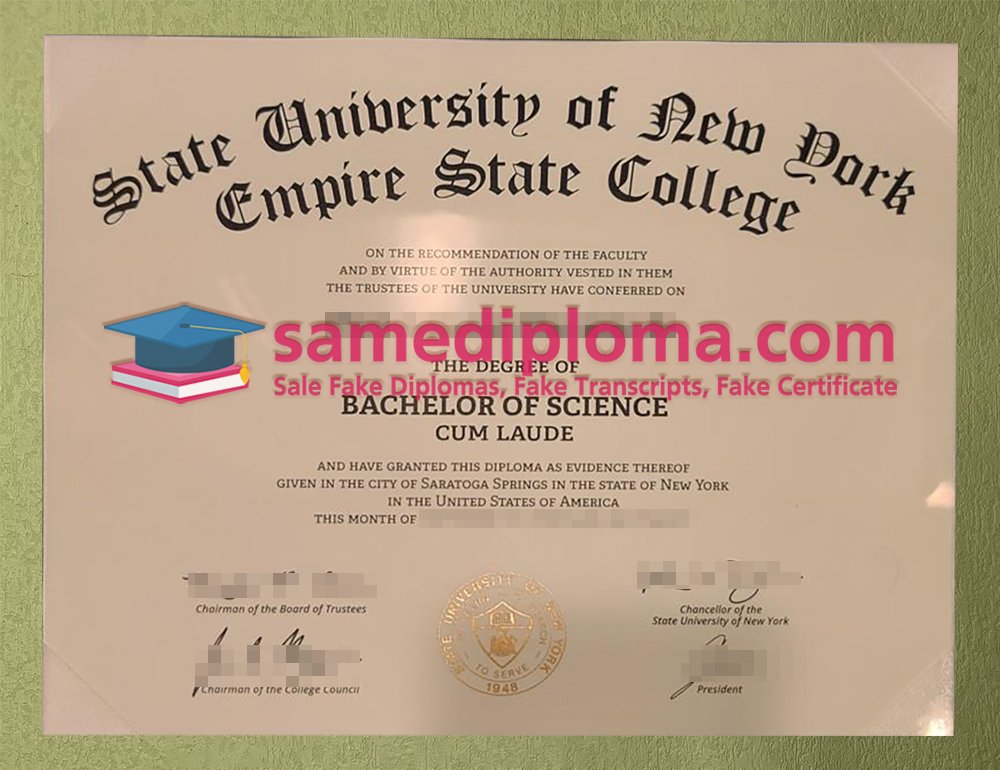 State University of New York
Empire State College
ON THE RECOMMENDATION OF THE FACULTY
AND BY VIRTUE OF THE AUTHORITY VESTED IN THEM
THE TRUSTEES OF THE UNIVERSITY HAVE CONFERRED ON
samediploma.com
THE DEGREE OF
Sale Fake Diplomas, Fake Transcripts, Fake Certificate
BACHELOR OF SCIENCE
CUM LAUDE
AND HAVE GRANTED THIS DIPLOMA AS EVIDENCE THEREOF
GIVEN IN THE CITY OF SARATOGA SPRINGS IN THE STATE OF NEW YORK
IN THE UNITED STATES OF AMERICA
THIS MONTH OF
Chairman of the Board of Trustees
Chancellor of the
State University of New York
Chairman of the College Council
President
STATE UNIVERSITY OF NEW YORK
TO SERVE
1948